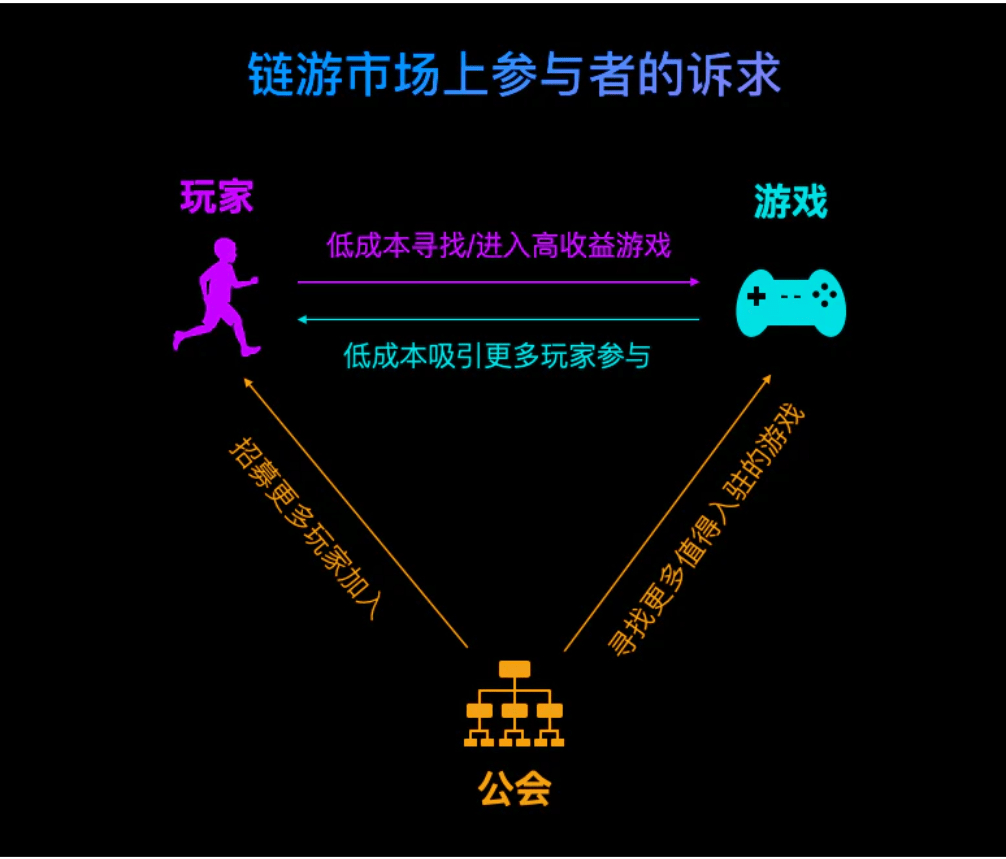 链游市场上参与者的诉求
玩家
游戏
低成本寻找/进入高收益游戏
低成本吸引更多玩家参与
招募更多玩家加入
寻找更多值得入驻的游戏
公会